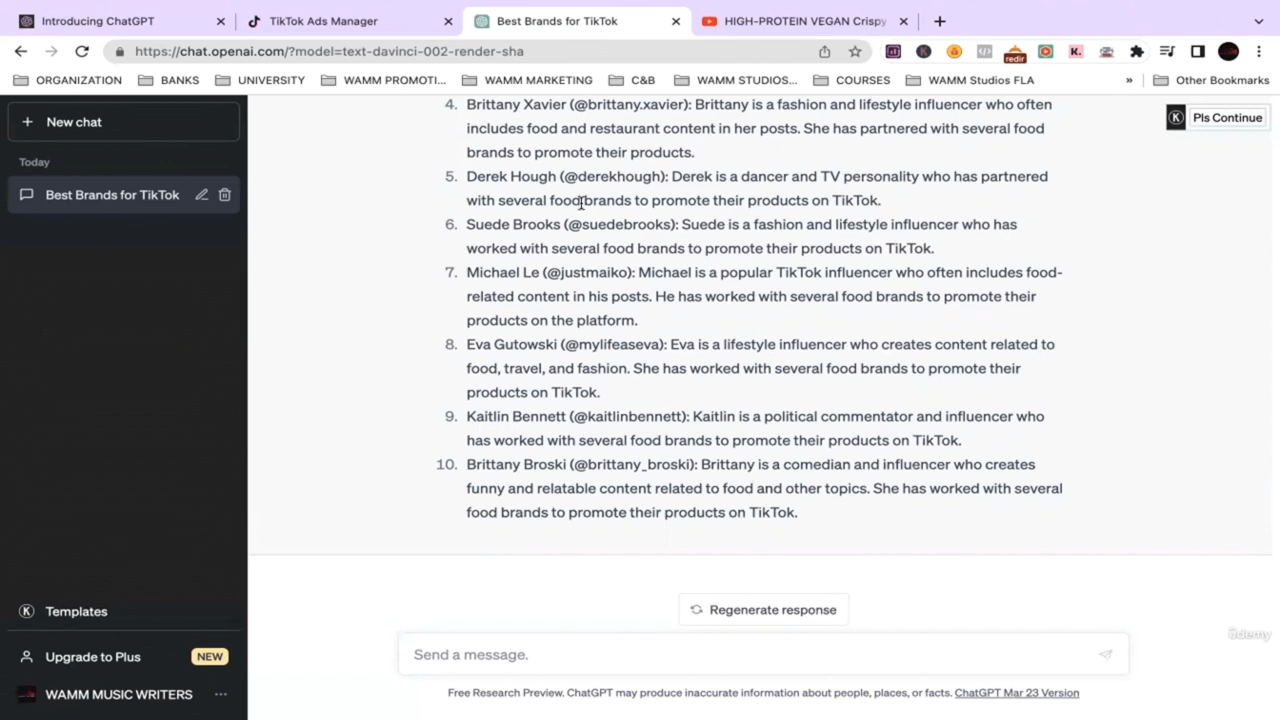 Introducing ChatGPT
TikTok Ads Manager
Best Brands for TikTok
HIGH-PROTEIN VEGAN Crispy
https://chat.openai.com/?model=text-davinci-002-render-sha
redir
ORGANIZATION
BANKS
UNIVERSITY
WAMM PROMOTI...
WAMM MARKETING
C&B
WAMM STUDIOS...
COURSES
WAMM Studios FLA
»
Other Bookmarks
New chat
Pls Continue
Today
Best Brands for TikTok
4. Brittany Xavier (@brittany.xavier): Brittany is a fashion and lifestyle influencer who often
includes food and restaurant content in her posts. She has partnered with several food
brands to promote their products.
5. Derek Hough (@derekhough): Derek is a dancer and TV personality who has partnered
with several food brands to promote their products on TikTok.
6. Suede Brooks (@suedebrooks): Suede is a fashion and lifestyle influencer who has
worked with several food brands to promote their products on TikTok.
7. Michael Le (@justmaiko): Michael is a popular TikTok influencer who often includes food-
related content in his posts. He has worked with several food brands to promote their
products on the platform.
8. Eva Gutowski (@mylifeaseva): Eva is a lifestyle influencer who creates content related to
food, travel, and fashion. She has worked with several food brands to promote their
products on TikTok.
9. Kaitlin Bennett (@kaitlinbennett): Kaitlin is a political commentator and influencer who
has worked with several food brands to promote their products on TikTok.
10. Brittany Broski (@brittany_broski): Brittany is a comedian and influencer who creates
funny and relatable content related to food and other topics. She has worked with several
food brands to promote their products on TikTok.
Templates
Regenerate response
Upgrade to Plus
NEW
Send a message.
ûdemy
WAMM MUSIC WRITERS
Free Research Preview. ChatGPT may produce inaccurate information about people, places, or facts. ChatGPT Mar 23 Version